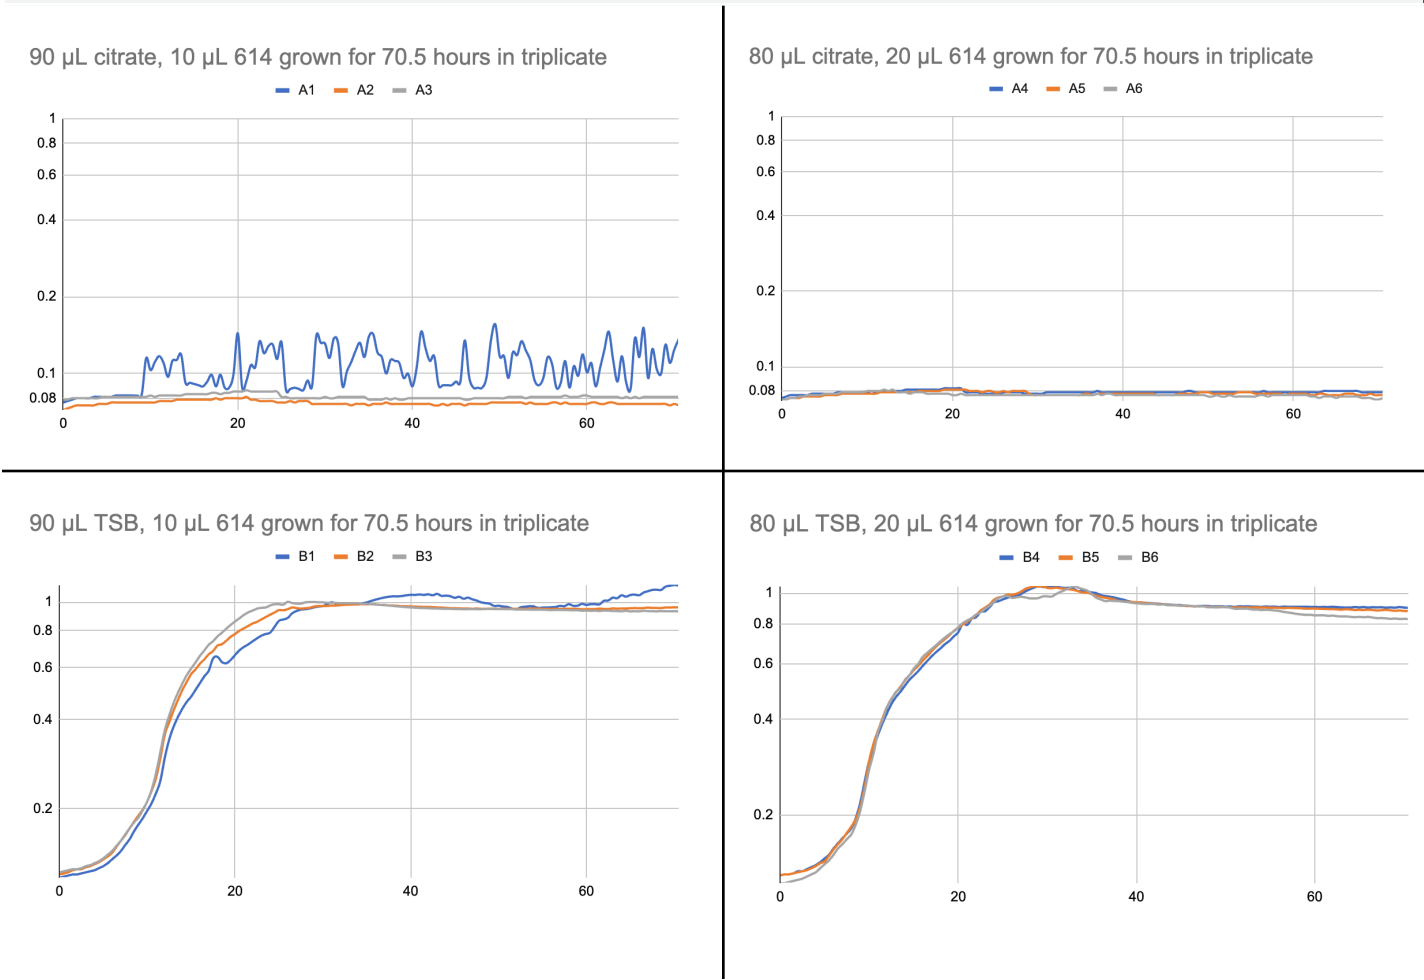 90 µL citrate, 10 µL 614 grown for 70.5 hours in triplicate
A1 A2 A3
1
0.8
0.6
0.4
0.2
0.1
0.08
0 20 40 60
80 µL citrate, 20 µL 614 grown for 70.5 hours in triplicate
A4 A5 A6
1
0.8
0.6
0.4
0.2
0.1
0.08
0 20 40 60
90 µL TSB, 10 µL 614 grown for 70.5 hours in triplicate
B1 B2 B3
1
0.8
0.6
0.4
0.2
0 20 40 60
80 µL TSB, 20 µL 614 grown for 70.5 hours in triplicate
B4 B5 B6
1
0.8
0.6
0.4
0.2
0 20 40 60